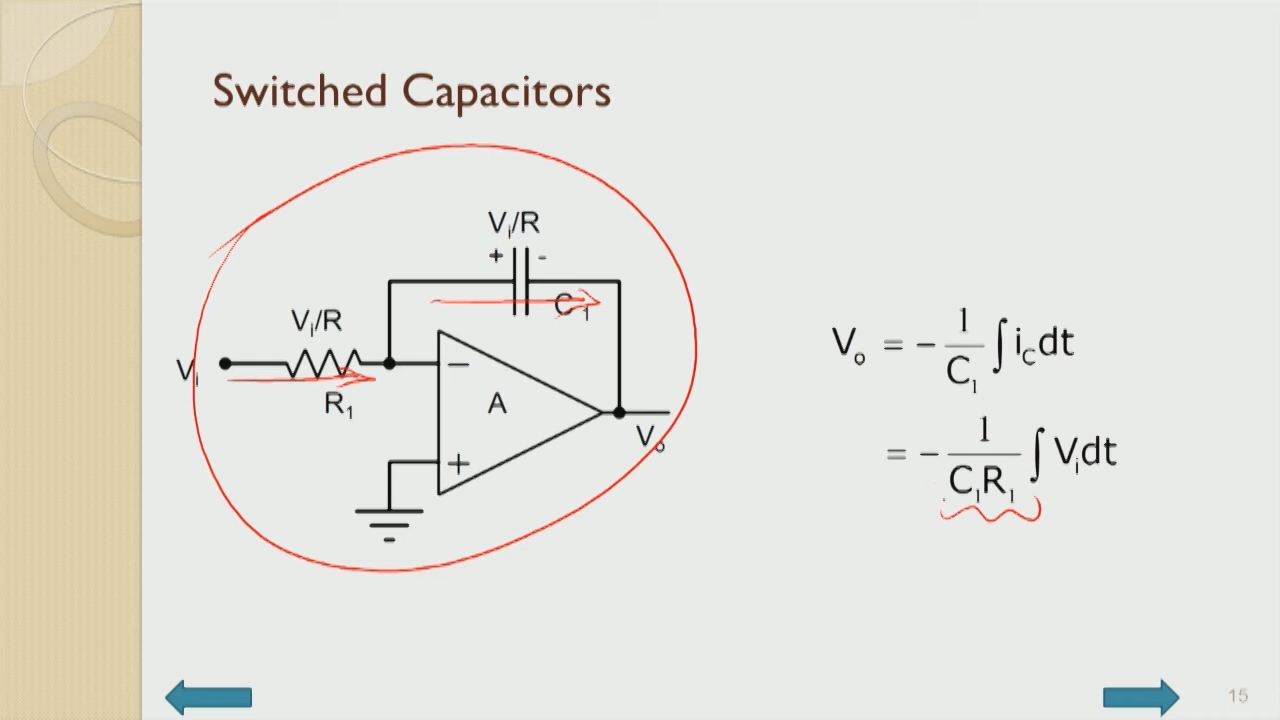 Switched Capacitors
Vi/R
+ -
C1
Vi/R
Vi
R1
−
A
+
Vo
Vo = - 1/C1 ∫iCdt
= - 1/C1R1 ∫Vidt
15